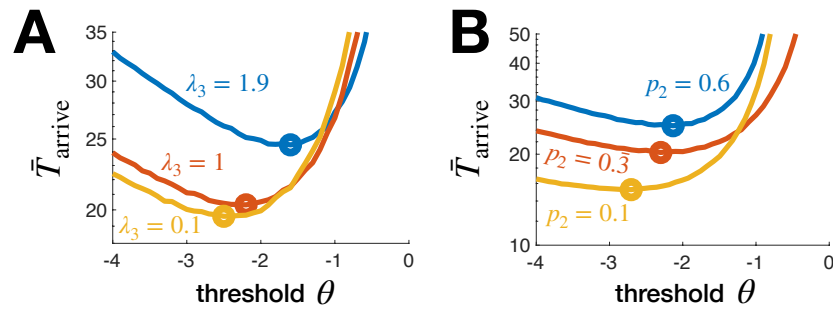 A
T̄ arrive
35
30
25
20
λ₃ = 1.9
λ₃ = 1
λ₃ = 0.1
-4 -3 -2 -1 0
threshold θ
B
T̄ arrive
50
40
30
20
10
p₂ = 0.6
p₂ = 0.3̄
p₂ = 0.1
-4 -3 -2 -1 0
threshold θ